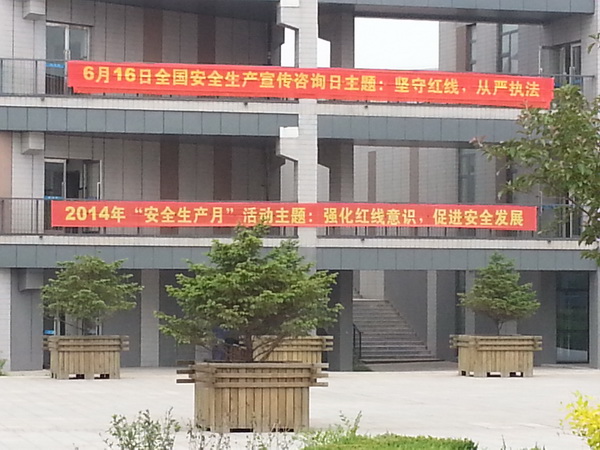 6月16日全国安全生产宣传咨询日主题：坚守红线，从严执法
2014年“安全生产月”活动主题：强化红线意识，促进安全发展